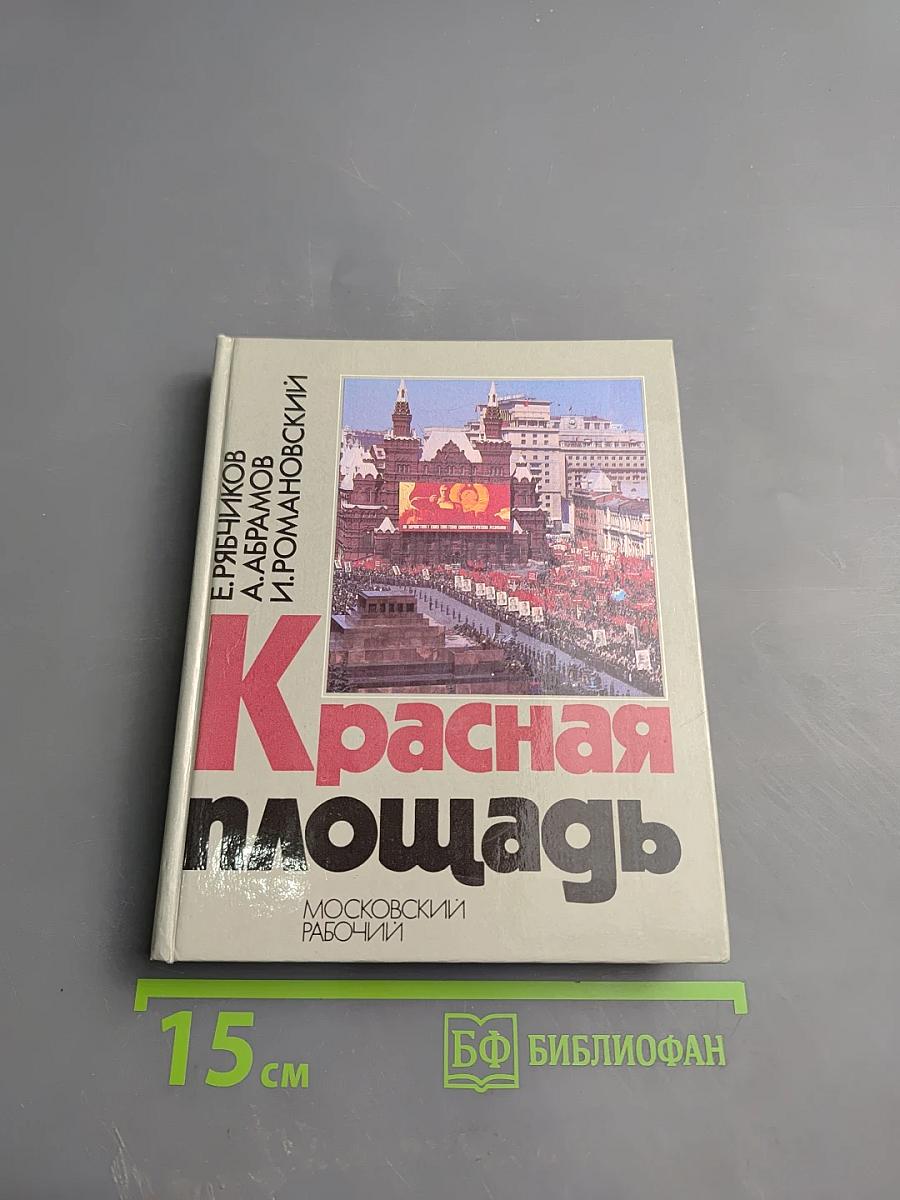 Е. РЯБЧИКОВ
А. АБРАМОВ
И. РОМАНОВСКИЙ
Красная
площадь
МОСКОВСКИЙ
РАБОЧИЙ
15 см
БФ БИБЛИОФАН